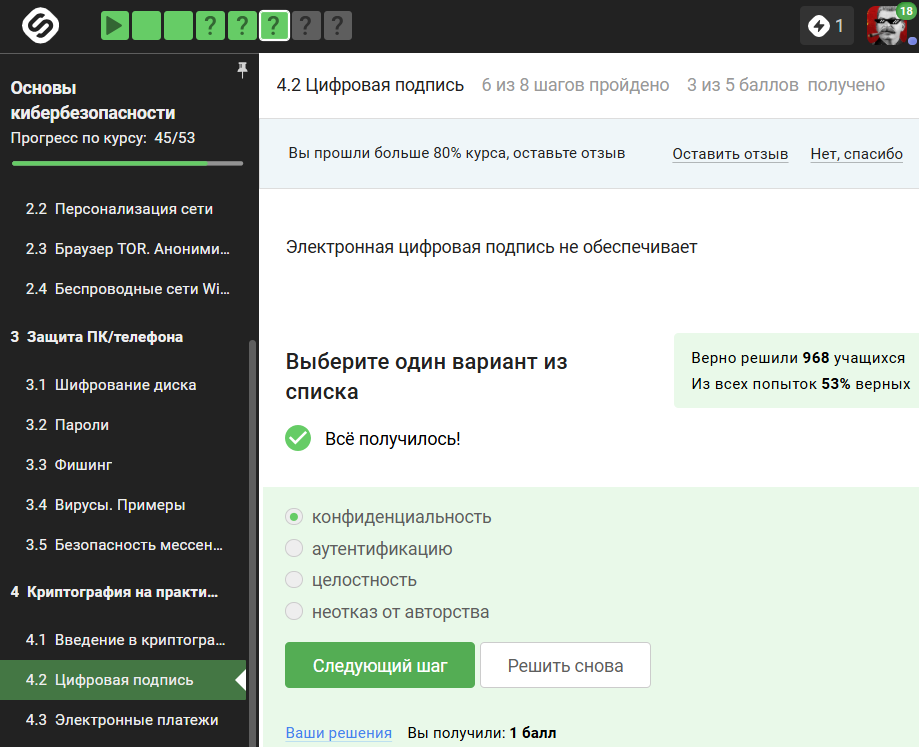 ? ? ? ? ?
1
18
Основы
кибербезопасности
Прогресс по курсу: 45/53
2.2 Персонализация сети
2.3 Браузер TOR. Аноними...
2.4 Беспроводные сети Wi...
3 Защита ПК/телефона
3.1 Шифрование диска
3.2 Пароли
3.3 Фишинг
3.4 Вирусы. Примеры
3.5 Безопасность мессен...
4 Криптография на практи...
4.1 Введение в криптогра...
4.2 Цифровая подпись
4.3 Электронные платежи
4.2 Цифровая подпись 6 из 8 шагов пройдено 3 из 5 баллов получено
Вы прошли больше 80% курса, оставьте отзыв Оставить отзыв Нет, спасибо
Электронная цифровая подпись не обеспечивает
Выберите один вариант из
списка
Верно решили 968 учащихся
Из всех попыток 53% верных
Всё получилось!
конфиденциальность
аутентификацию
целостность
неотказ от авторства
Следующий шаг Решить снова
Ваши решения Вы получили: 1 балл